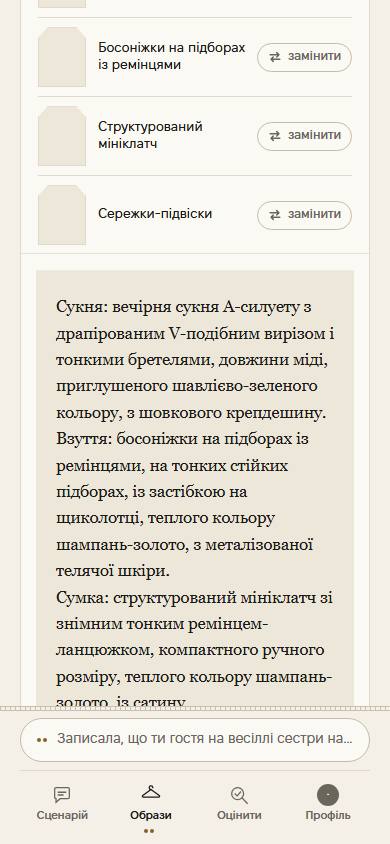 Босоніжки на підборах
із ремінцями
замінити
Структурований
мініклатч
замінити
Сережки-підвіски
замінити
Сукня: вечірня сукня А-силуету з
драпірованим V-подібним вирізом і
тонкими бретелями, довжини міді,
приглушеного шавлієво-зеленого
кольору, з шовкового крепдешину.
Взуття: босоніжки на підборах із
ремінцями, на тонких стійких
підборах, із застібкою на
щиколотці, теплого кольору
шампань-золото, з металізованої
телячої шкіри.
Сумка: структурований мініклатч зі
знімним тонким ремінцем-
ланцюжком, компактного ручного
розміру, теплого кольору шампань-
золото, із сатину
Записала, що ти гостя на весіллі сестри на...
Сценарій
Образи
Оцінити
Профіль